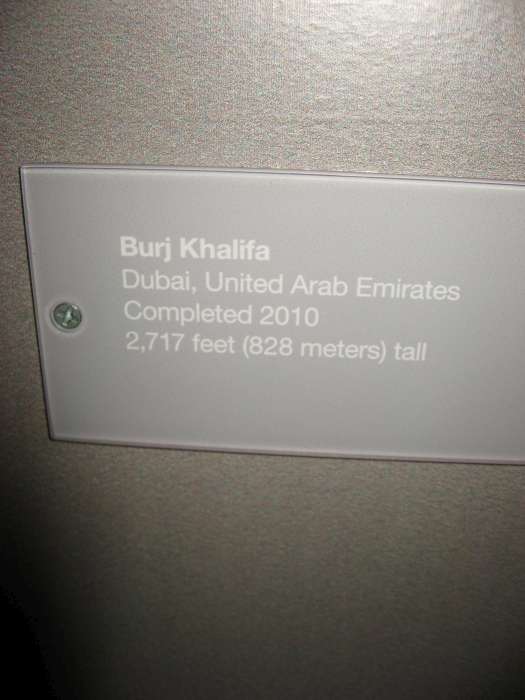 Burj Khalifa
Dubai, United Arab Emirates
Completed 2010
2,717 feet (828 meters) tall